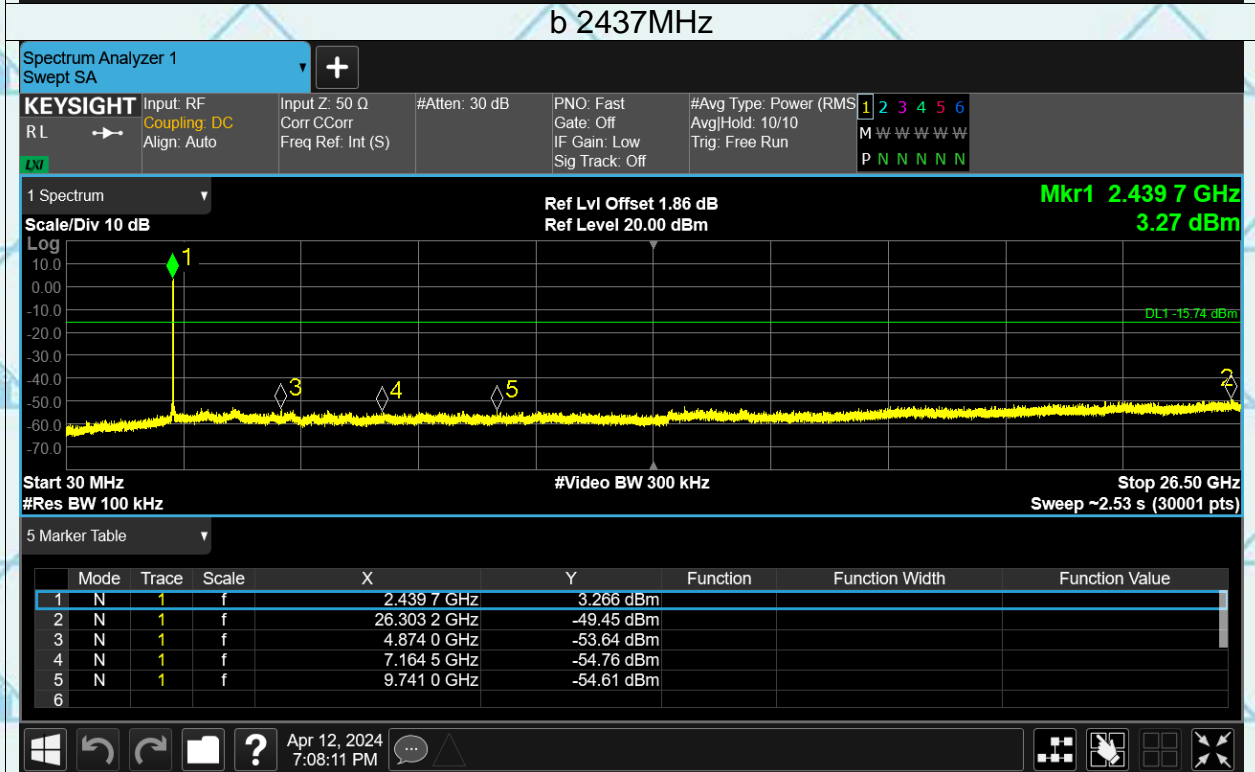 b 2437MHz
Spectrum Analyzer 1
Swept SA
KEYSIGHT
R L
LXI
Input: RF
Coupling: DC
Align: Auto
Input Z: 50 Ω
Corr CCorr
Freq Ref: Int (S)
#Atten: 30 dB
PNO: Fast
Gate: Off
IF Gain: Low
Sig Track: Off
#Avg Type: Power (RMS
Avg|Hold: 10/10
Trig: Free Run
1 2 3 4 5 6
M W W W W W
P N N N N N
1 Spectrum
Scale/Div 10 dB
Ref Lvl Offset 1.86 dB
Ref Level 20.00 dBm
Mkr1 2.439 7 GHz
3.27 dBm
Log
10.0
0.00
-10.0
-20.0
-30.0
-40.0
-50.0
-60.0
-70.0
1
DL1 -15.74 dBm
3
4
5
2
Start 30 MHz
#Res BW 100 kHz
#Video BW 300 kHz
Stop 26.50 GHz
Sweep ~2.53 s (30001 pts)
5 Marker Table
Mode Trace Scale X Y Function Function Width Function Value
1 N 1 f 2.439 7 GHz 3.266 dBm
2 N 1 f 26.303 2 GHz -49.45 dBm
3 N 1 f 4.874 0 GHz -53.64 dBm
4 N 1 f 7.164 5 GHz -54.76 dBm
5 N 1 f 9.741 0 GHz -54.61 dBm
6
?
Apr 12, 2024
7:08:11 PM